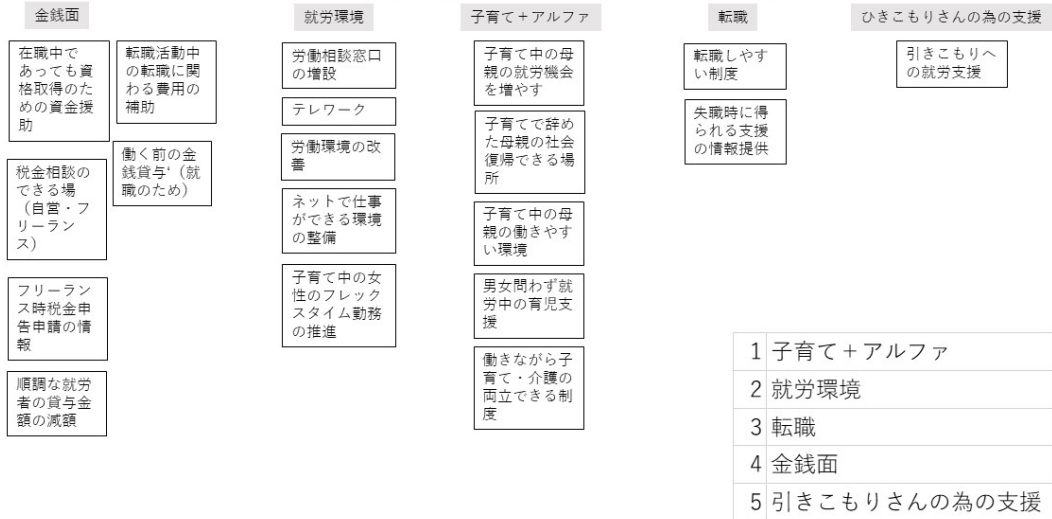 金銭面
在職中で
あっても資
格取得のた
めの資金援
助
転職活動中
の転職に関
わる費用の
補助
税金相談の
できる場
（自営・フ
リーラン
ス）
働く前の金
銭貸与‘（就
職のため）
フリーラン
ス時税金申
告申請の情
報
順調な就労
者の貸与金
額の減額
就労環境
労働相談窓口
の増設
テレワーク
労働環境の改
善
ネットで仕事
ができる環境
の整備
子育て中の女
性のフレック
スタイム勤務
の推進
子育て＋アルファ
子育て中の母
親の就労機会
を増やす
子育てで辞め
た母親の社会
復帰できる場
所
子育て中の母
親の働きやす
い環境
男女問わず就
労中の育児支
援
働きながら子
育て・介護の
両立できる制
度
転職
転職しやす
い制度
失職時に得
られる支援
の情報提供
ひきこもりさんの為の支援
引きこもりへ
の就労支援
1 子育て＋アルファ
2 就労環境
3 転職
4 金銭面
5 引きこもりさんの為の支援